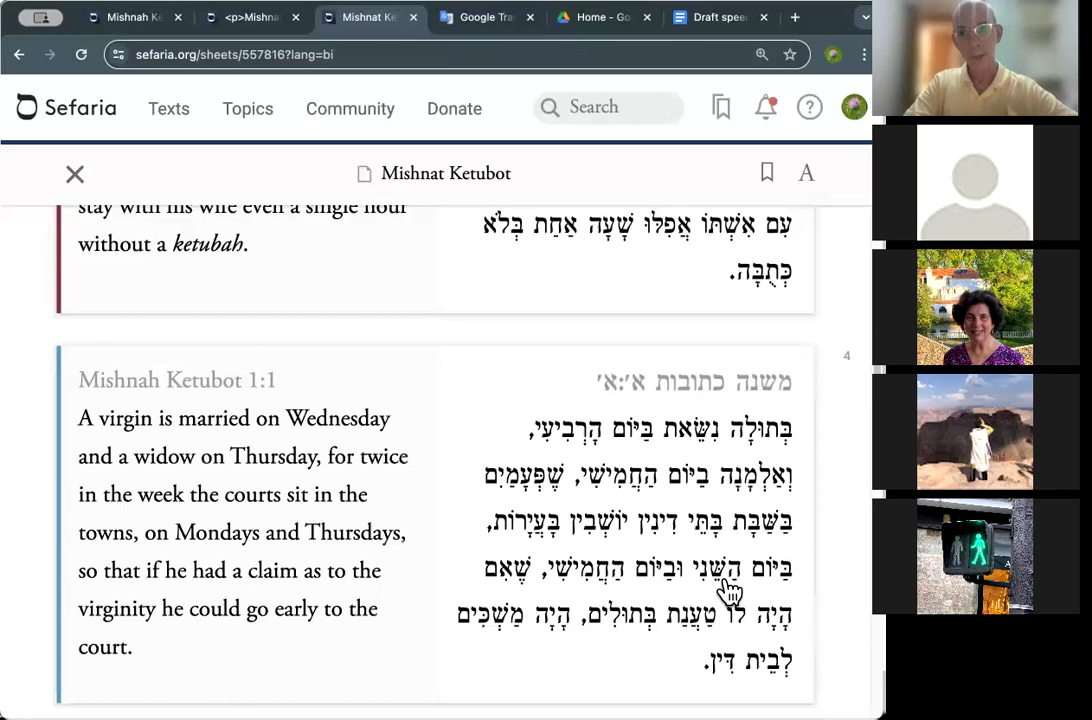 Mishnah Ke
<p>Mishna
Mishnat Ke
Google Tra
Home - Go
Draft spee
sefaria.org/sheets/557816?lang=bi
Sefaria
Texts
Topics
Community
Donate
Search
Mishnat Ketubot
A
stay with his wife even a single hour
without a ketubah.
עִם אִשְׁתּוֹ אֲפִלּוּ שָׁעָה אַחַת בְּלֹא
כְּתֻבָּה.
4
Mishnah Ketubot 1:1
A virgin is married on Wednesday
and a widow on Thursday, for twice
in the week the courts sit in the
towns, on Mondays and Thursdays,
so that if he had a claim as to the
virginity he could go early to the
court.
משנה כתובות א׳:א׳
בְּתוּלָה נִשֵּׂאת בַּיּוֹם הָרְבִיעִי,
וְאַלְמָנָה בַיּוֹם הַחֲמִישִׁי, שֶׁפְּעָמַיִם
בַּשַּׁבָּת בָּתֵּי דִינִין יוֹשְׁבִין בָּעֲיָרוֹת,
בַּיּוֹם הַשֵּׁנִי וּבַיּוֹם הַחֲמִישִׁי, שֶׁאִם
הָיָה לוֹ טַעֲנַת בְּתוּלִים, הָיָה מַשְׁכִּים
לְבֵית דִּין.